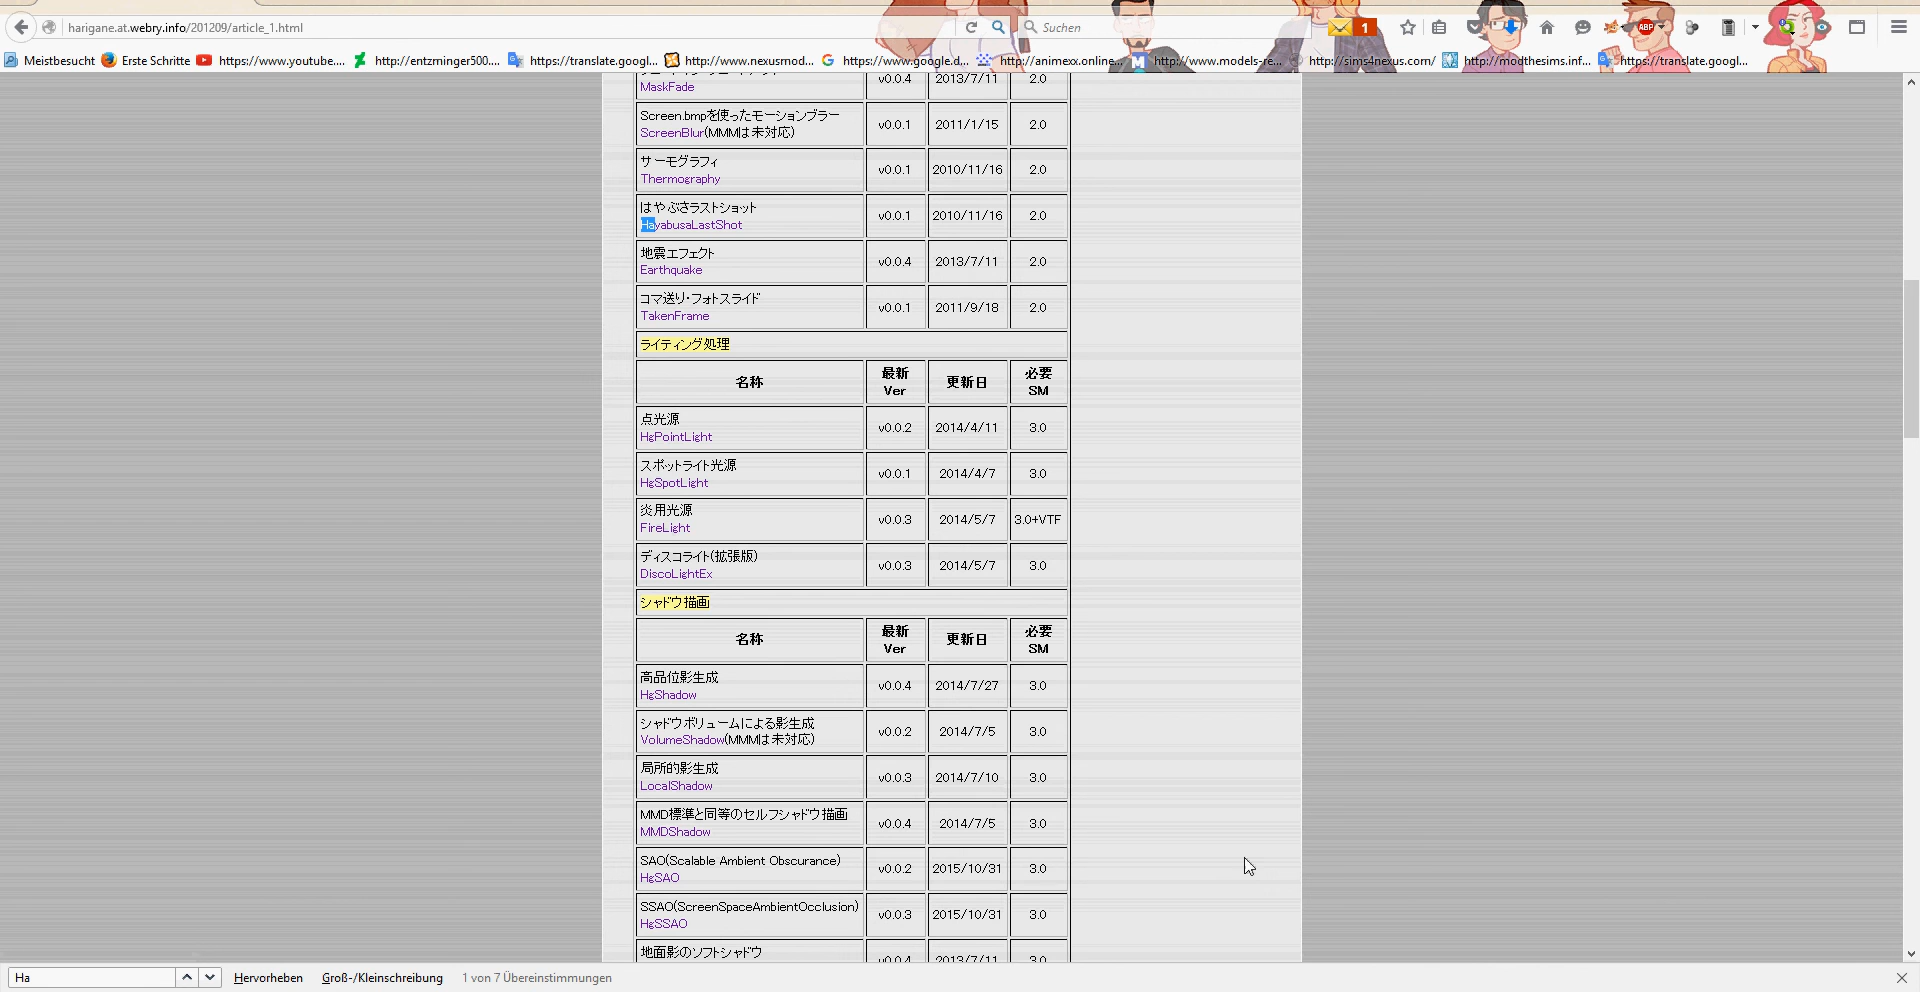 harigane.at.webry.info/201209/article_1.html
Suchen
1
ABP
Meistbesucht
Erste Schritte
https://www.youtube....
http://entzminger500....
https://translate.googl...
http://www.nexusmod...
https://www.google.d...
http://animexx.online...
http://www.models-re...
http://sims4nexus.com/
http://modthesims.inf...
https://translate.googl...
MaskFade
v0.0.4
2013/7/11
2.0
Screen.bmpを使ったモーションブラー
ScreenBlur(MMMは未対応)
v0.0.1
2011/1/15
2.0
サーモグラフィ
Thermography
v0.0.1
2010/11/16
2.0
はやぶさラストショット
HayabusaLastShot
v0.0.1
2010/11/16
2.0
地震エフェクト
Earthquake
v0.0.4
2013/7/11
2.0
コマ送り・フォトスライド
TakenFrame
v0.0.1
2011/9/18
2.0
ライティング処理
名称
最新
Ver
更新日
必要
SM
点光源
HgPointLight
v0.0.2
2014/4/11
3.0
スポットライト光源
HgSpotLight
v0.0.1
2014/4/7
3.0
炎用光源
FireLight
v0.0.3
2014/5/7
3.0+VTF
ディスコライト(拡張版)
DiscoLightEx
v0.0.3
2014/5/7
3.0
シャドウ描画
名称
最新
Ver
更新日
必要
SM
高品位影生成
HgShadow
v0.0.4
2014/7/27
3.0
シャドウボリュームによる影生成
VolumeShadow(MMMは未対応)
v0.0.2
2014/7/5
3.0
局所的影生成
LocalShadow
v0.0.3
2014/7/10
3.0
MMD標準と同等のセルフシャドウ描画
MMDShadow
v0.0.4
2014/7/5
3.0
SAO(Scalable Ambient Obscurance)
HgSAO
v0.0.2
2015/10/31
3.0
SSAO(ScreenSpaceAmbientOcclusion)
HgSSAO
v0.0.3
2015/10/31
3.0
地面影のソフトシャドウ
v0.0.4
2013/7/11
3.0
Ha
Hervorheben
Groß-/Kleinschreibung
1 von 7 Übereinstimmungen